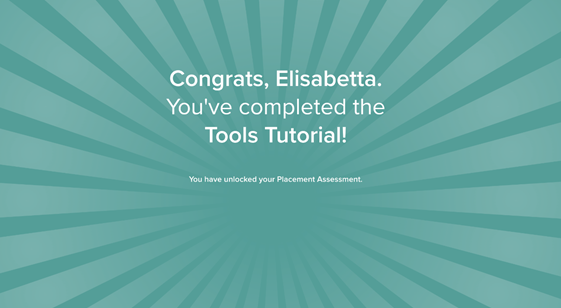 Congrats, Elisabetta.
You've completed the
Tools Tutorial!
You have unlocked your Placement Assessment.